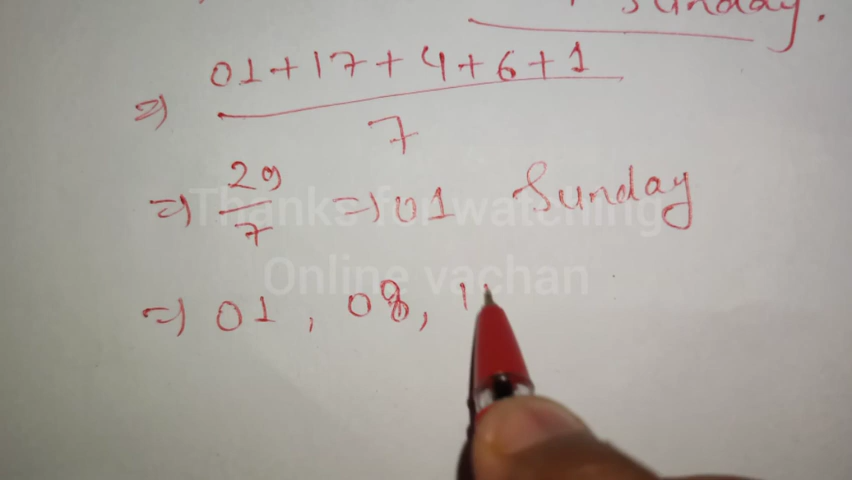 Sunday.
⇒ 01+17+4+6+1
7
⇒ 29/7 ⇒ 01 Sunday
Thanks for watching
Online vachan
⇒ 01, 08, 1